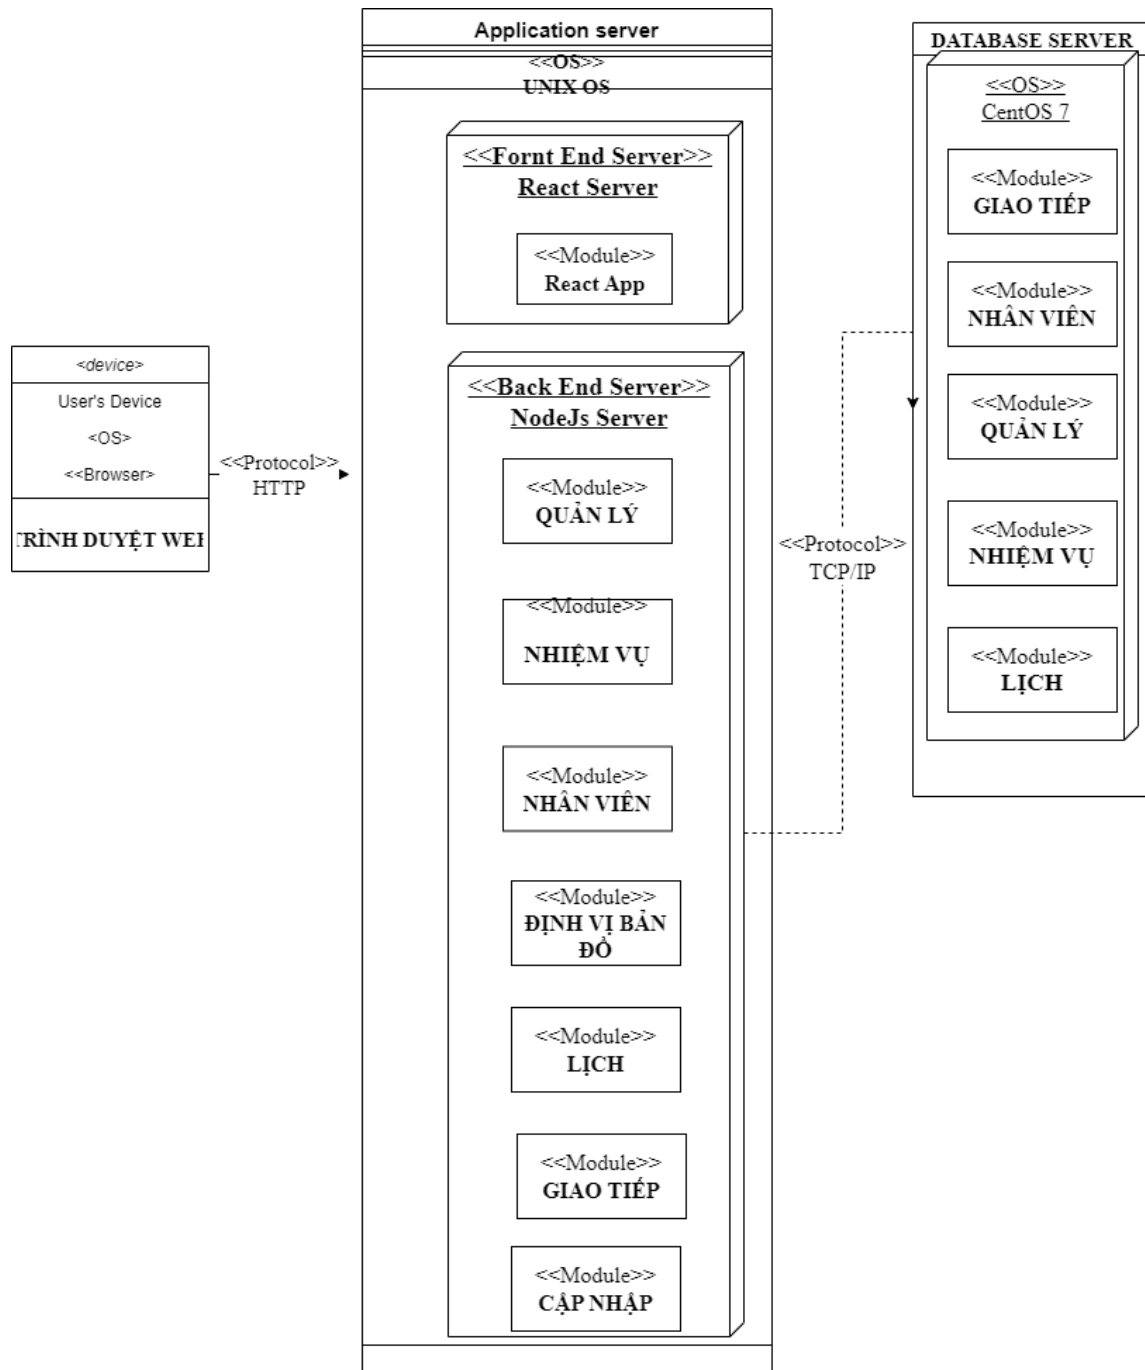 Application server
<<OS>>
UNIX OS
<<Fornt End Server>>
React Server
<<Module>>
React App
<device>
User's Device
<OS>
<<Browser>
TRÌNH DUYỆT WEB
<<Protocol>>
HTTP
<<Back End Server>>
NodeJs Server
<<Module>>
QUẢN LÝ
<<Module>>
NHIỆM VỤ
<<Module>>
NHÂN VIÊN
<<Module>>
ĐỊNH VỊ BẢN
ĐỒ
<<Module>>
LỊCH
<<Module>>
GIAO TIẾP
<<Module>>
CẬP NHẬP
<<Protocol>>
TCP/IP
DATABASE SERVER
<<OS>>
CentOS 7
<<Module>>
GIAO TIẾP
<<Module>>
NHÂN VIÊN
<<Module>>
QUẢN LÝ
<<Module>>
NHIỆM VỤ
<<Module>>
LỊCH